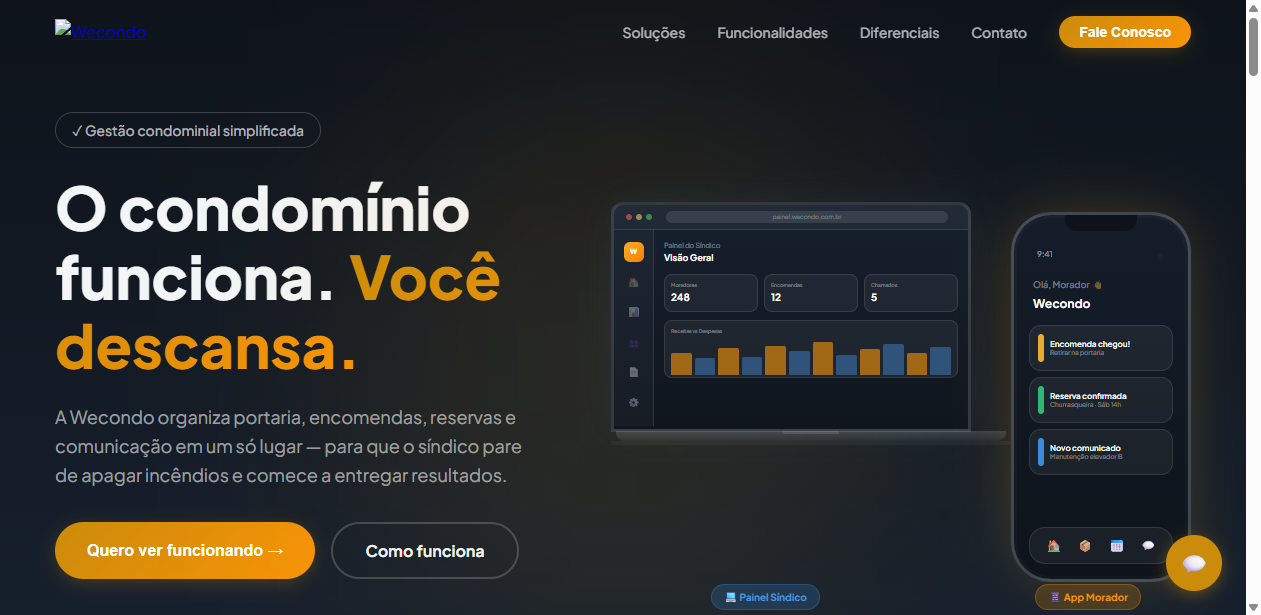 Wecondo
Soluções
Funcionalidades
Diferenciais
Contato
Fale Conosco
✓ Gestão condominial simplificada
O condomínio
funciona. Você
descansa.
A Wecondo organiza portaria, encomendas, reservas e
comunicação em um só lugar — para que o síndico pare
de apagar incêndios e comece a entregar resultados.
Quero ver funcionando →
Como funciona
painel.wecondo.com.br
W
Painel do Síndico
Visão Geral
Moradores
248
Encomendas
12
Chamados
5
Receitas vs Despesas
Painel Síndico
9:41
Olá, Morador
Wecondo
Encomenda chegou!
Retirar na portaria
Reserva confirmada
Churrasqueira · Sáb 14h
Novo comunicado
Manutenção elevador B
App Morador